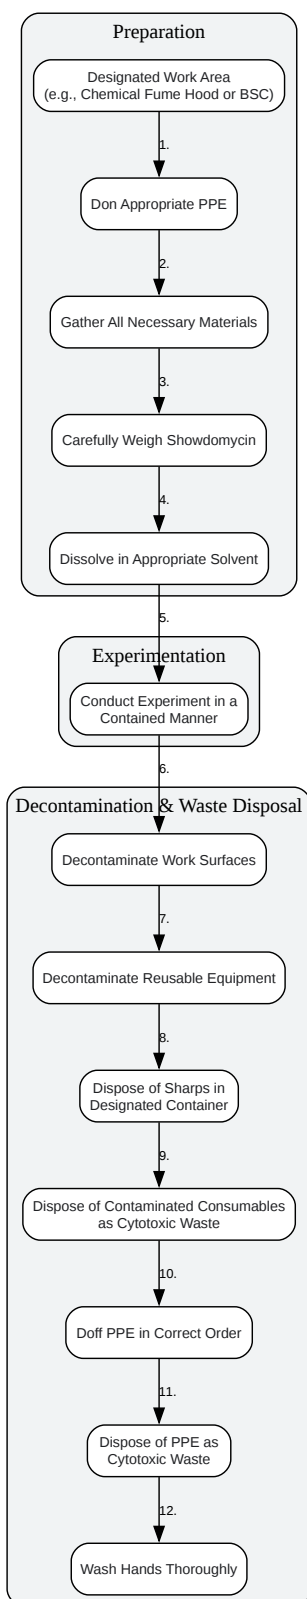 Preparation
Designated Work Area
(e.g., Chemical Fume Hood or BSC)
1.
Don Appropriate PPE
2.
Gather All Necessary Materials
3.
Carefully Weigh Showdomycin
4.
Dissolve in Appropriate Solvent
5.
Experimentation
Conduct Experiment in a
Contained Manner
6.
Decontamination & Waste Disposal
Decontaminate Work Surfaces
7.
Decontaminate Reusable Equipment
8.
Dispose of Sharps in
Designated Container
9.
Dispose of Contaminated Consumables
as Cytotoxic Waste
10.
Doff PPE in Correct Order
11.
Dispose of PPE as
Cytotoxic Waste
12.
Wash Hands Thoroughly